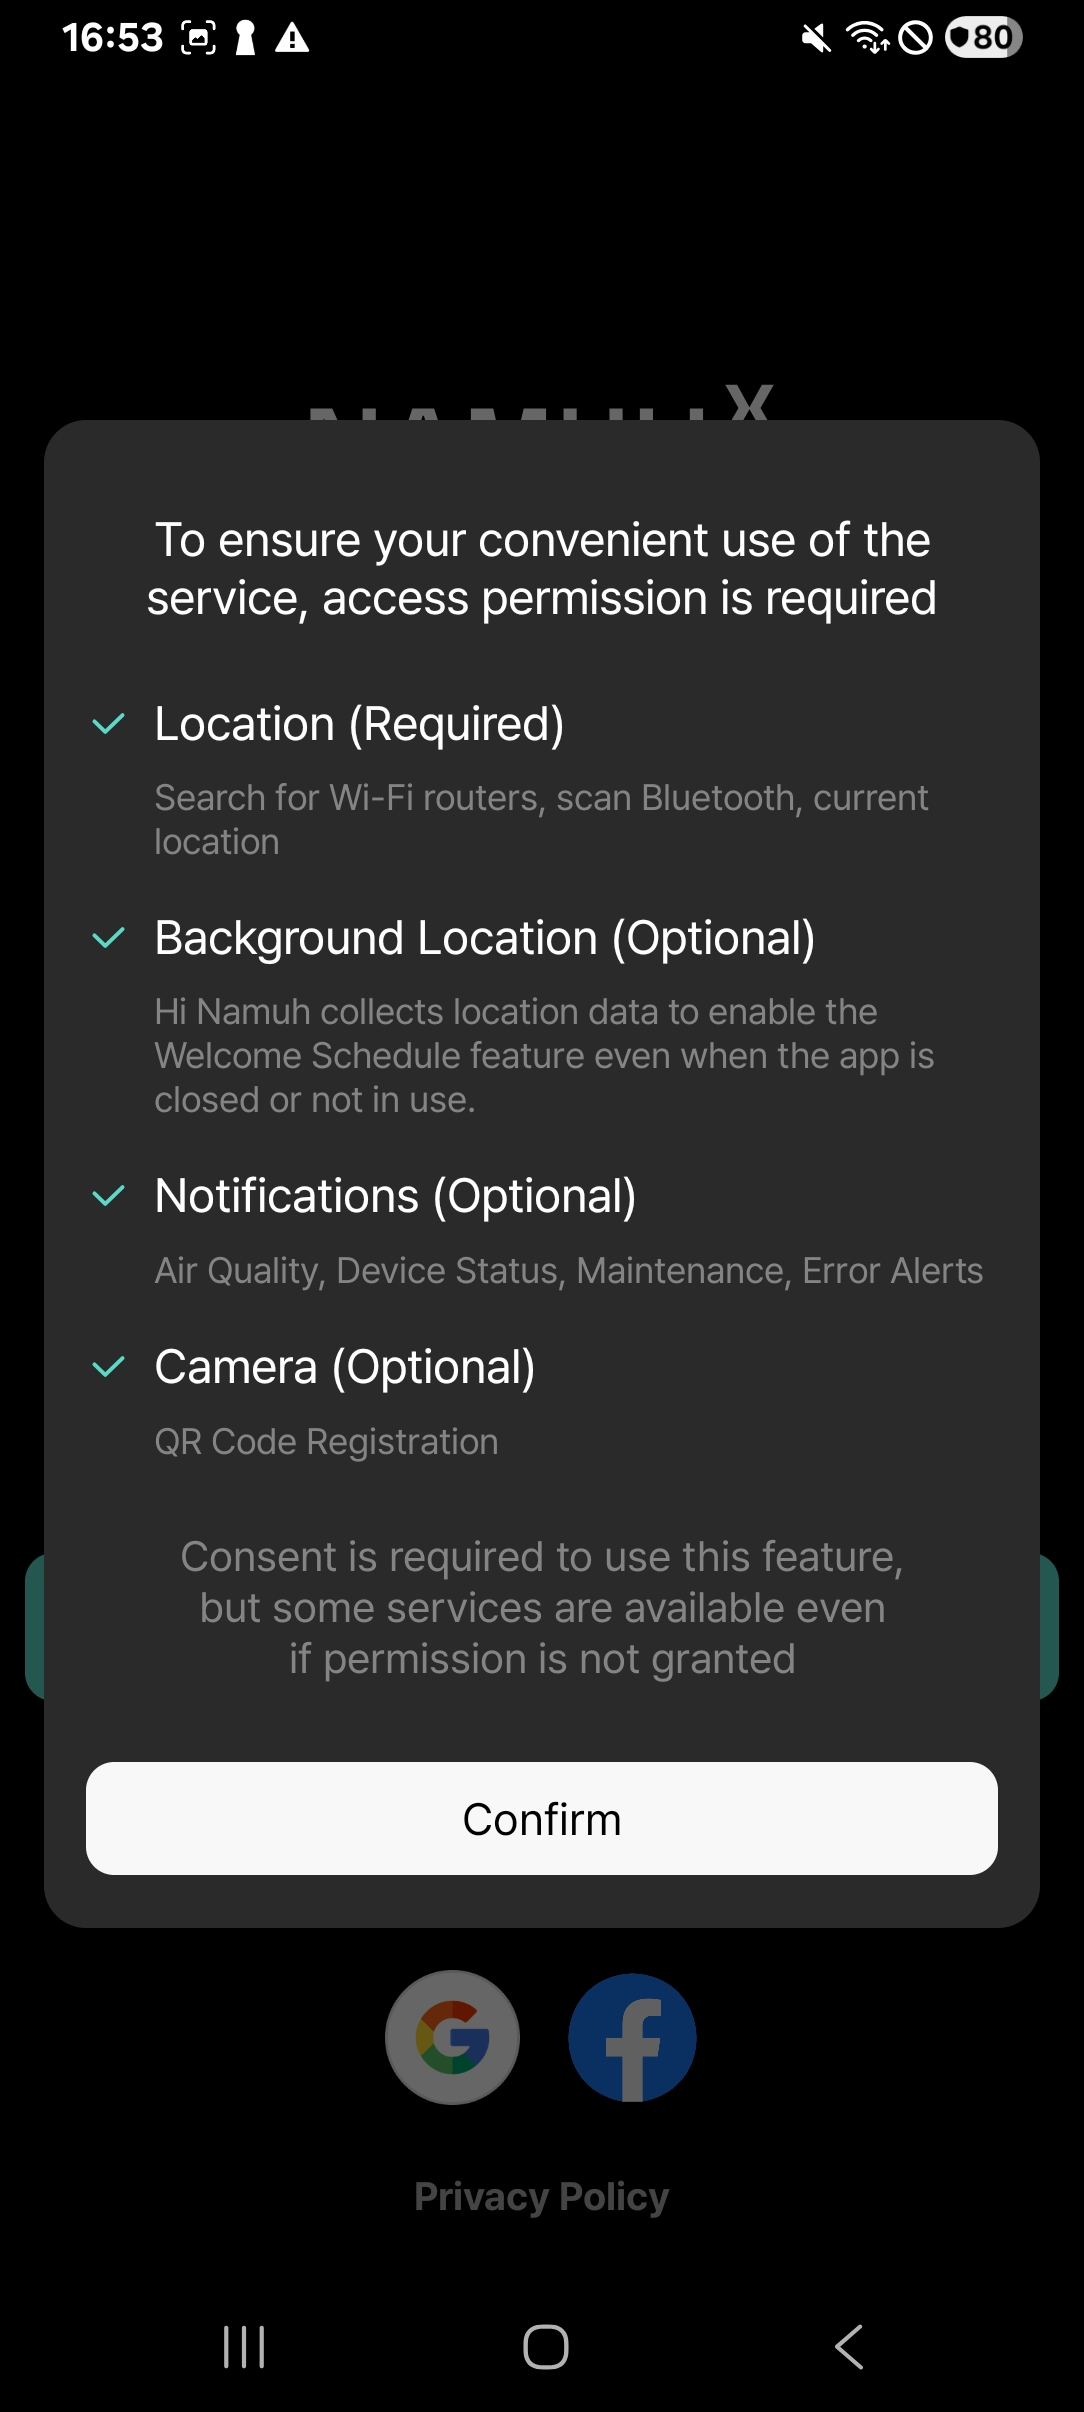 16:53
80
To ensure your convenient use of the
service, access permission is required
Location (Required)
Search for Wi-Fi routers, scan Bluetooth, current
location
Background Location (Optional)
Hi Namuh collects location data to enable the
Welcome Schedule feature even when the app is
closed or not in use.
Notifications (Optional)
Air Quality, Device Status, Maintenance, Error Alerts
Camera (Optional)
QR Code Registration
Consent is required to use this feature,
but some services are available even
if permission is not granted
Confirm
Privacy Policy